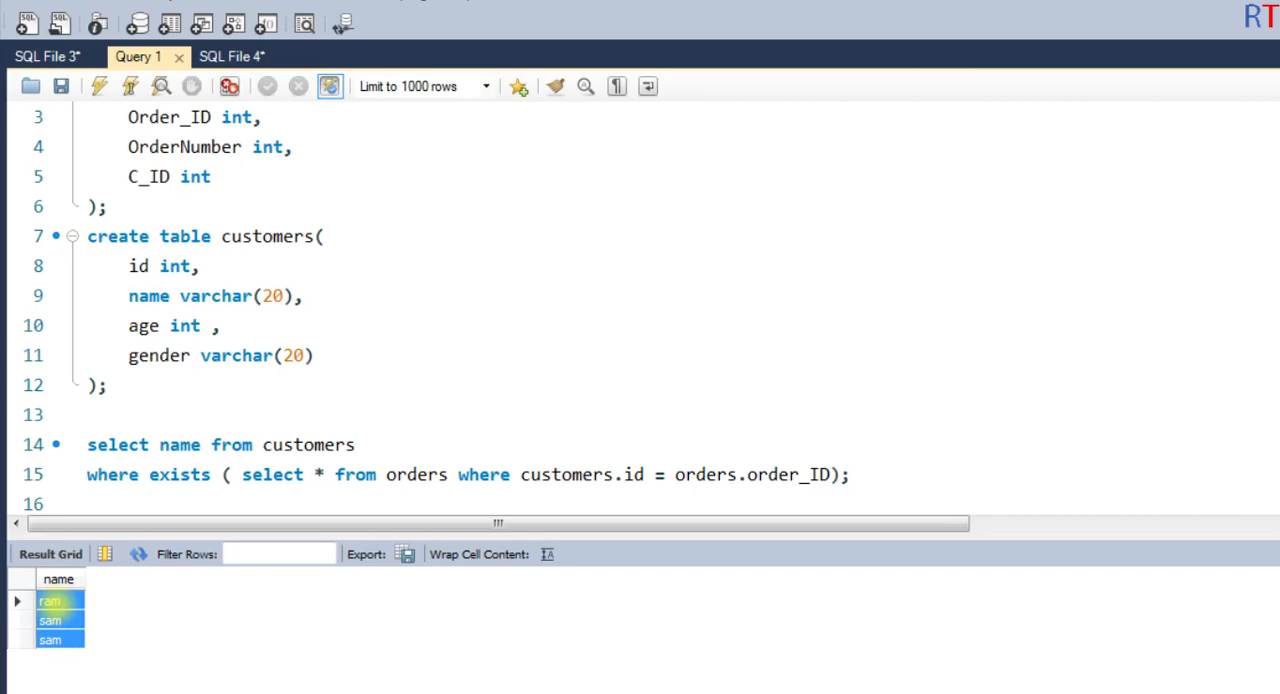 RT
SQL File 3*
Query 1
SQL File 4*
Limit to 1000 rows
3 Order_ID int,
4 OrderNumber int,
5 C_ID int
6 );
7 create table customers(
8 id int,
9 name varchar(20),
10 age int ,
11 gender varchar(20)
12 );
13
14 select name from customers
15 where exists ( select * from orders where customers.id = orders.order_ID);
16
Result Grid Filter Rows: Export: Wrap Cell Content:
name
ram
sam
sam